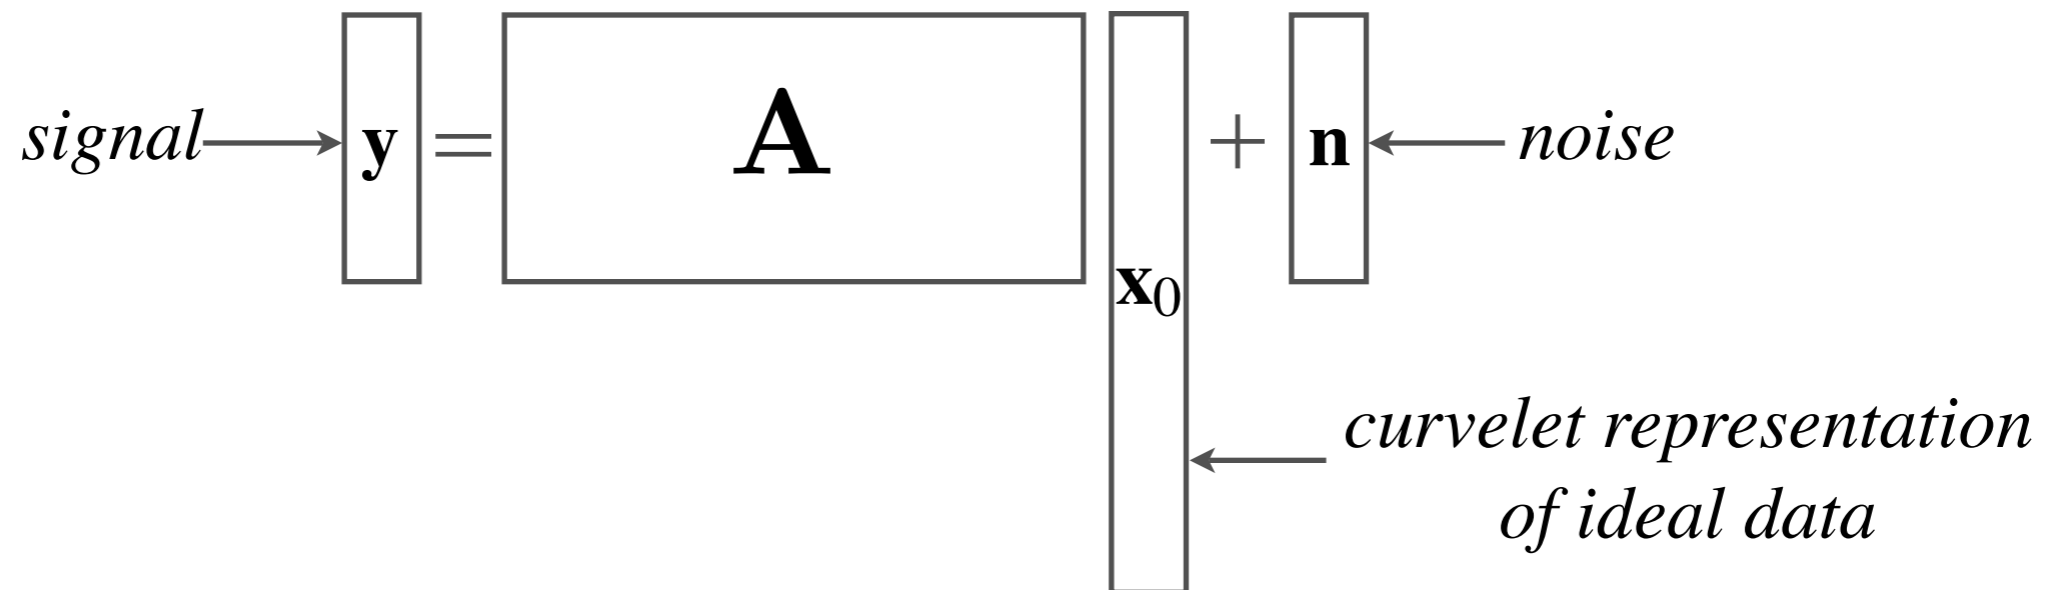 signal y = A x₀ + n noise
curvelet representation
of ideal data